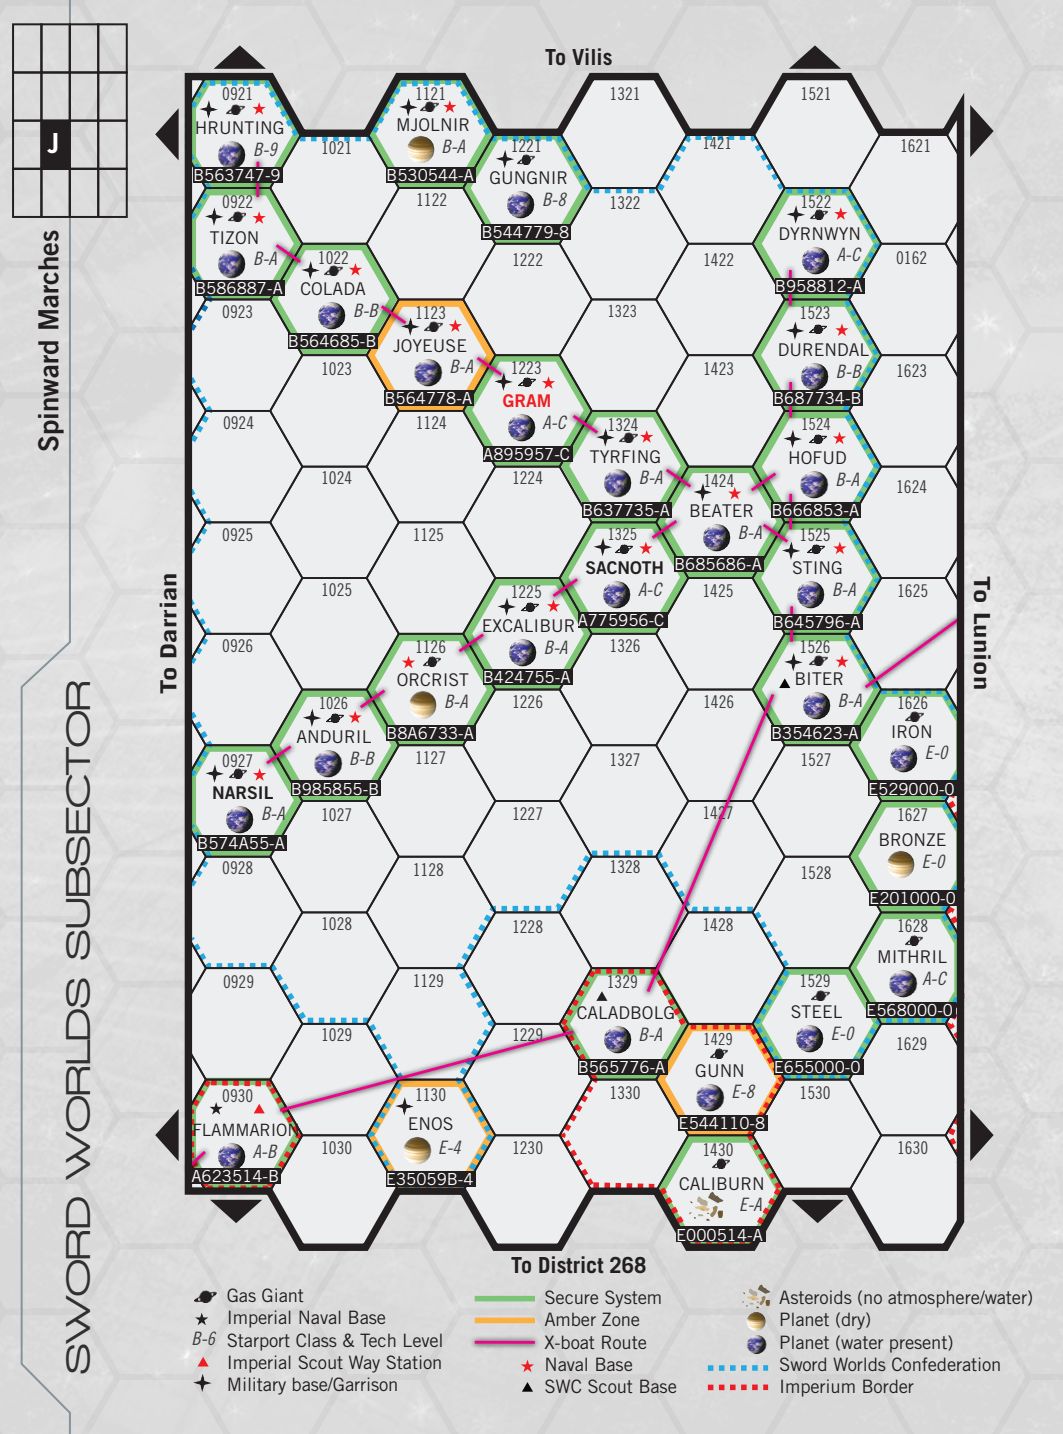 To Vilis
J
Spinward Marches
SWORD WORLDS SUBSECTOR
To Darrian
To Lunion
0921
HRUNTING
B-9
B563747-9
1021
1121
MJOLNIR
B-A
B530544-A
1221
GUNGNIR
B-8
B544779-8
1321
1421
1521
1621
0922
TIZON
B-A
B586887-A
1022
COLADA
B-B
B564685-B
1122
1222
1322
1422
1522
DYRNWYN
A-C
B958812-A
0162
0923
1023
1123
JOYEUSE
B-A
B564778-A
1223
GRAM
A-C
A895957-C
1323
1423
1523
DURENDAL
B-B
B687734-B
1623
0924
1024
1124
1224
1324
TYRFING
B-A
B637735-A
1424
BEATER
B-A
B685686-A
1524
HOFUD
B-A
B666853-A
1624
0925
1025
1125
1225
EXCALIBUR
B-A
B424755-A
1325
SACNOTH
A-C
A775956-C
1425
1525
STING
B-A
B645796-A
1625
0926
1026
ANDURIL
B-B
B985855-B
1126
ORCRIST
B-A
B8A6733-A
1226
1326
1426
1526
BITER
B-A
B354623-A
1626
IRON
E-0
E529000-0
0927
NARSIL
B-A
B574A55-A
1027
1127
1227
1327
1427
1527
1627
BRONZE
E-0
E201000-0
0928
1028
1128
1228
1328
1428
1528
1628
MITHRIL
A-C
E568000-0
0929
1029
1129
1229
1329
CALADBOLG
B-A
B565776-A
1429
GUNN
E-8
E544110-8
1529
STEEL
E-0
E655000-0
1629
0930
FLAMMARION
A-B
A623514-B
1030
1130
ENOS
E-4
E35059B-4
1230
1330
1430
CALIBURN
E-A
E000514-A
1530
1630
To District 268
Gas Giant
Imperial Naval Base
B-6 Starport Class & Tech Level
Imperial Scout Way Station
Military base/Garrison
Secure System
Amber Zone
X-boat Route
Naval Base
SWC Scout Base
Asteroids (no atmosphere/water)
Planet (dry)
Planet (water present)
Sword Worlds Confederation
Imperium Border